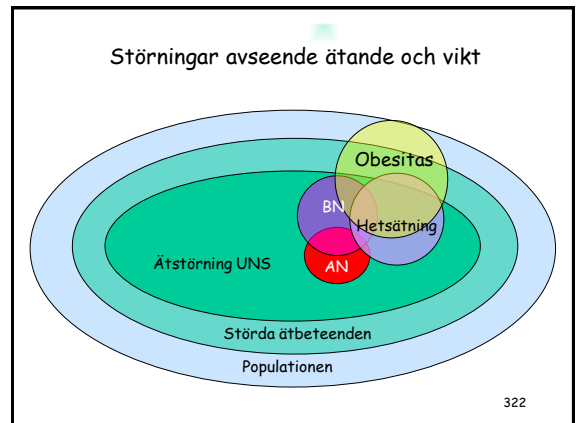 Störningar avseende ätande och vikt
Obesitas
BN
Hetsätning
Ätstörning UNS
AN
Störda ätbeteenden
Populationen
322